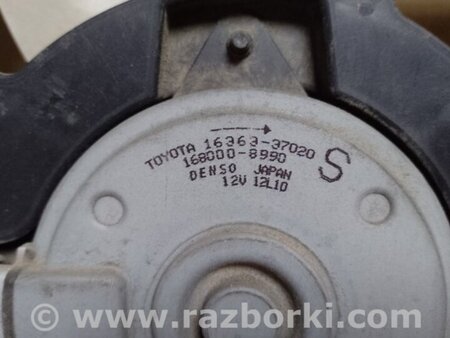 TOYOTA 16363-37020
168000-8990
DENSO JAPAN
12V 12L10
S
© www.razborki.com